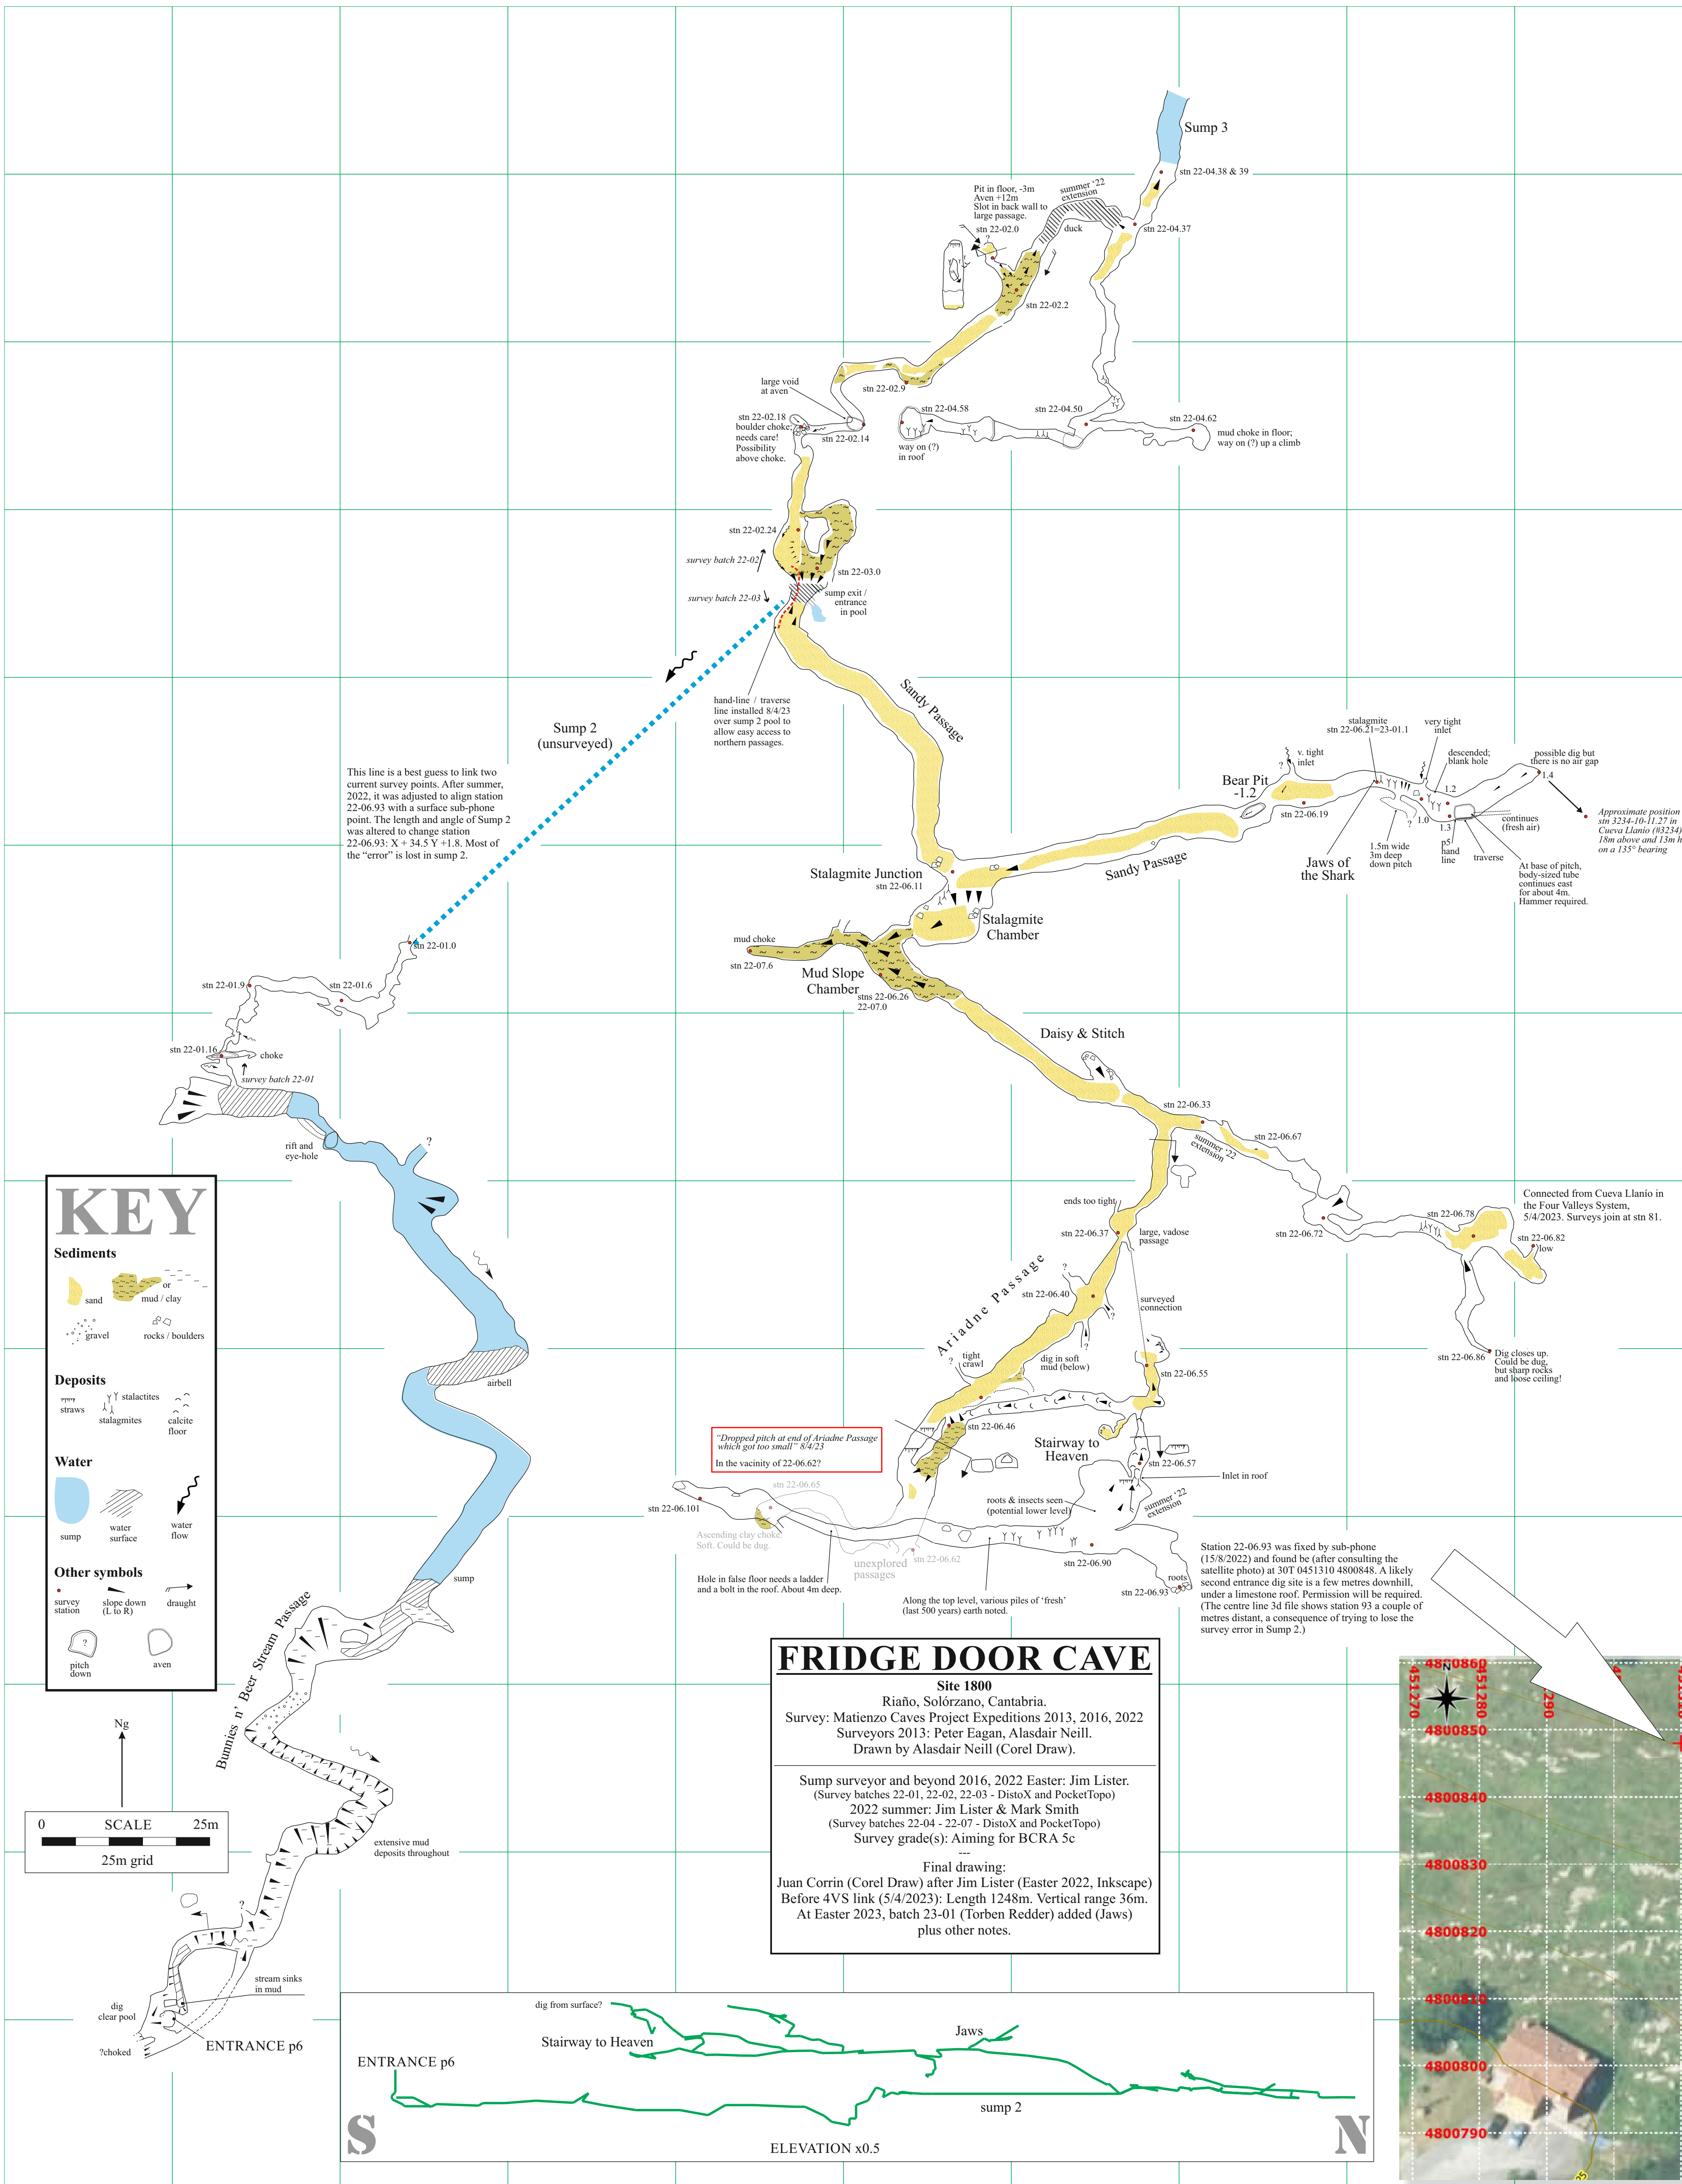 Sump 3
stn 22-04.38 & 39
Pit in floor, -3m
Aven +12m
Slot in back wall to
large passage.
stn 22-02.0
?
summer ‘22
extension
duck
stn 22-04.37
stn 22-02.2
stn 22-02.9
large void
at aven
stn 22-02.18
boulder choke;
needs care!
Possibility
above choke.
stn 22-02.14
stn 22-04.58
way on (?)
in roof
stn 22-04.50
stn 22-04.62
mud choke in floor;
way on (?) up a climb
stn 22-02.24
survey batch 22-02
stn 22-03.0
survey batch 22-03
sump exit /
entrance
in pool
hand-line / traverse
line installed 8/4/23
over sump 2 pool to
allow easy access to
northern passages.
Sandy Passage
Sump 2
(unsurveyed)
This line is a best guess to link two
current survey points. After summer,
2022, it was adjusted to align station
22-06.93 with a surface sub-phone
point. The length and angle of Sump 2
was altered to change station
22-06.93: X + 34.5 Y +1.8. Most of
the “error” is lost in sump 2.
stalagmite
stn 22-06.21=23-01.1
very tight
inlet
v. tight
inlet
?
descended;
blank hole
possible dig but
there is no air gap
Bear Pit
-1.2
1.4
1.2
stn 22-06.19
1.0
?
1.3
continues
(fresh air)
Approximate position
stn 3234-10-11.27 in
Cueva Llanio (#3234)
18m above and 13m h
on a 135° bearing
1.5m wide
3m deep
down pitch
p5
hand
line
traverse
Jaws of
the Shark
At base of pitch,
body-sized tube
continues east
for about 4m.
Hammer required.
Sandy Passage
Stalagmite Junction
stn 22-06.11
Stalagmite
Chamber
mud choke
stn 22-07.6
Mud Slope
Chamber
stns 22-06.26
22-07.0
stn 22-01.0
stn 22-01.9
stn 22-01.6
stn 22-01.16
choke
survey batch 22-01
rift and
eye-hole
?
Daisy & Stitch
stn 22-06.33
summer ‘22
extension
stn 22-06.67
ends too tight
stn 22-06.37
large, vadose
passage
stn 22-06.72
stn 22-06.78
Connected from Cueva Llanío in
the Four Valleys System,
5/4/2023. Surveys join at stn 81.
stn 22-06.82
low
stn 22-06.86
Dig closes up.
Could be dug,
but sharp rocks
and loose ceiling!
Ariadne Passage
?
stn 22-06.40
?
?
surveyed
connection
tight
crawl
?
dig in soft
mud (below)
stn 22-06.55
stn 22-06.46
Stairway to
Heaven
stn 22-06.57
Inlet in roof
“Dropped pitch at end of Ariadne Passage
which got too small” 8/4/23
In the vacinity of 22-06.62?
stn 22-06.65
stn 22-06.101
Ascending clay choke.
Soft. Could be dug.
roots & insects seen
(potential lower level)
summer ‘22
extension
unexplored
passages
stn 22-06.62
stn 22-06.90
roots
stn 22-06.93
Hole in false floor needs a ladder
and a bolt in the roof. About 4m deep.
Along the top level, various piles of ‘fresh’
(last 500 years) earth noted.
Station 22-06.93 was fixed by sub-phone
(15/8/2022) and found be (after consulting the
satellite photo) at 30T 0451310 4800848. A likely
second entrance dig site is a few metres downhill,
under a limestone roof. Permission will be required.
(The centre line 3d file shows station 93 a couple of
metres distant, a consequence of trying to lose the
survey error in Sump 2.)
KEY
Sediments
sand
or
mud / clay
gravel
rocks / boulders
Deposits
straws
stalactites
stalagmites
calcite
floor
Water
sump
water
surface
water
flow
Other symbols
survey
station
slope down
(L to R)
draught
?
pitch
down
aven
airbell
sump
Bunnies n’ Beer Stream Passage
extensive mud
deposits throughout
?
stream sinks
in mud
dig
clear pool
?choked
ENTRANCE p6
Ng
0 SCALE 25m
25m grid
FRIDGE DOOR CAVE
Site 1800
Riaño, Solórzano, Cantabria.
Survey: Matienzo Caves Project Expeditions 2013, 2016, 2022
Surveyors 2013: Peter Eagan, Alasdair Neill.
Drawn by Alasdair Neill (Corel Draw).
Sump surveyor and beyond 2016, 2022 Easter: Jim Lister.
(Survey batches 22-01, 22-02, 22-03 - DistoX and PocketTopo)
2022 summer: Jim Lister & Mark Smith
(Survey batches 22-04 - 22-07 - DistoX and PocketTopo)
Survey grade(s): Aiming for BCRA 5c
---
Final drawing:
Juan Corrin (Corel Draw) after Jim Lister (Easter 2022, Inkscape)
Before 4VS link (5/4/2023): Length 1248m. Vertical range 36m.
At Easter 2023, batch 23-01 (Torben Redder) added (Jaws)
plus other notes.
dig from surface?
Stairway to Heaven
Jaws
ENTRANCE p6
sump 2
S
N
ELEVATION x0.5
4800860
N
451270
451280
4800850
4800840
4800830
4800820
4800810
4800800
4800790